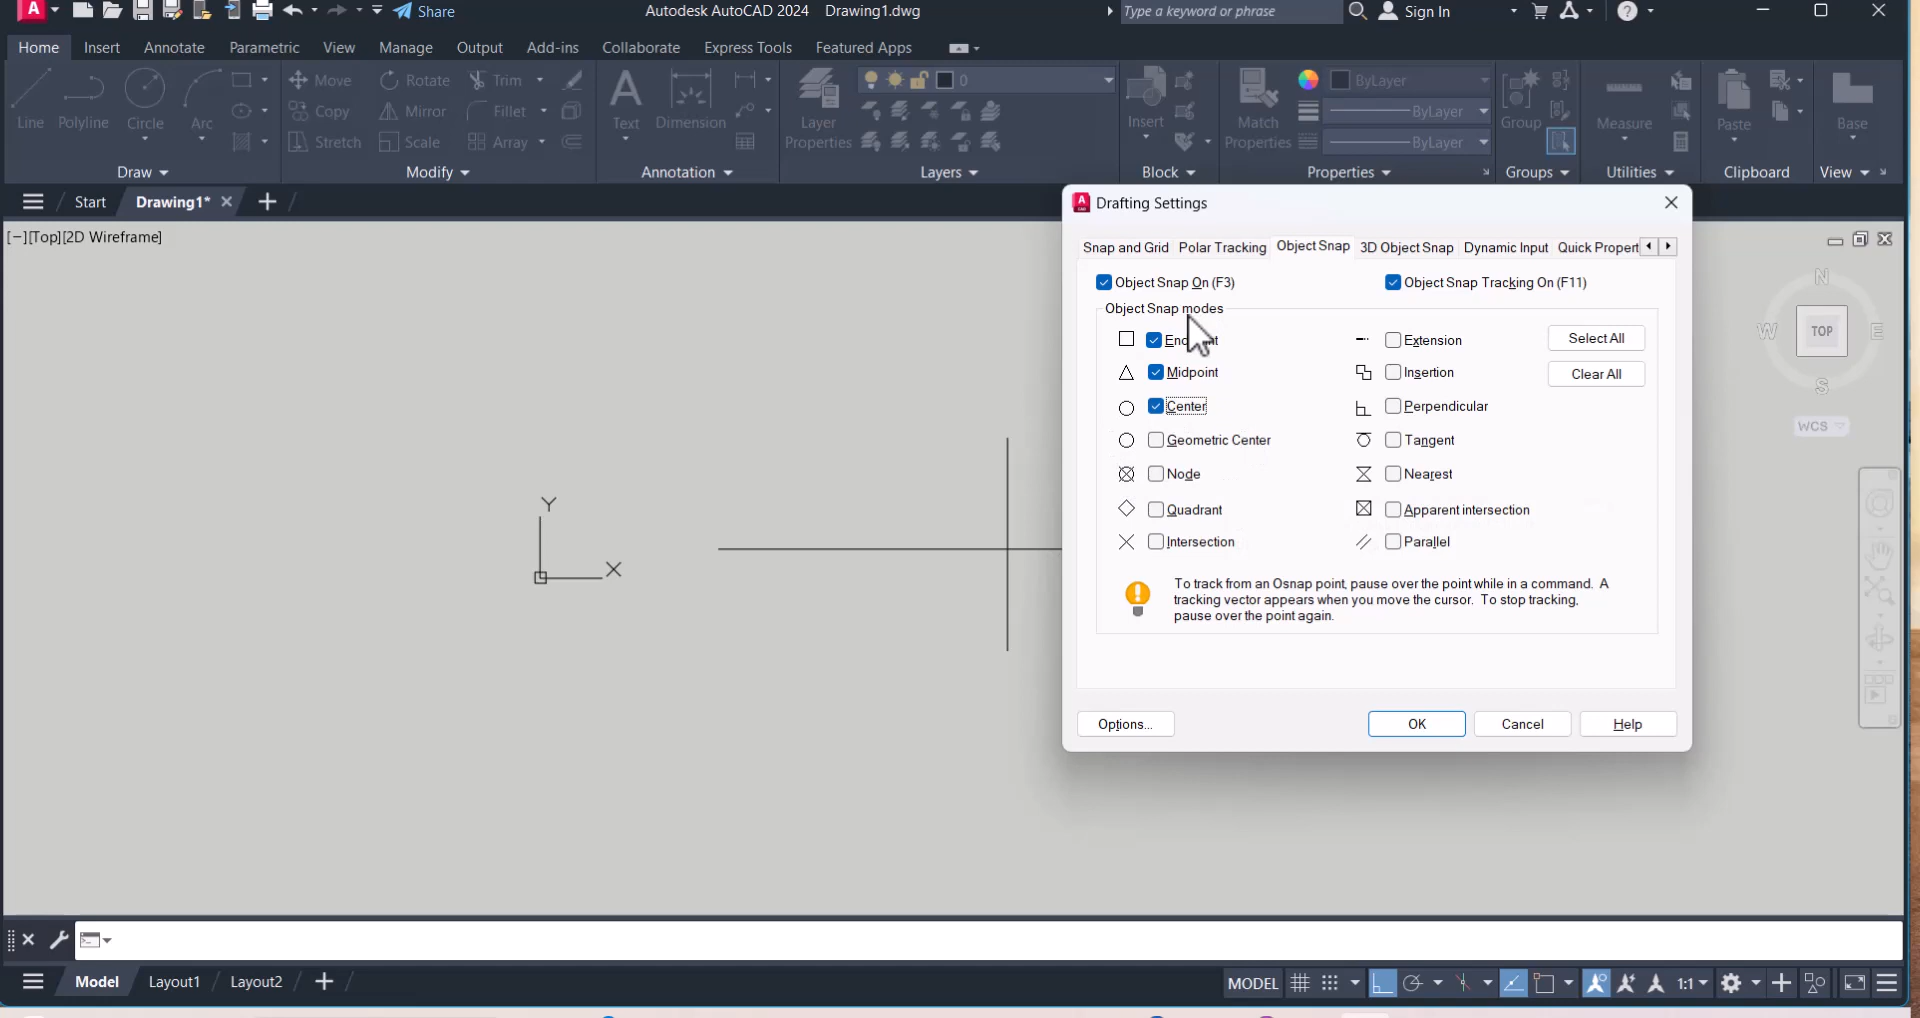 Share
Autodesk AutoCAD 2024 Drawing1.dwg
Type a keyword or phrase
Sign In
Home Insert Annotate Parametric View Manage Output Add-ins Collaborate Express Tools Featured Apps
Line Polyline Circle Arc
Move Rotate Trim
Copy Mirror Fillet
Stretch Scale Array
Text Dimension
Layer Properties
0
Insert
Match Properties
ByLayer
ByLayer
ByLayer
Group
Measure
Paste
Base
Draw Modify Annotation Layers Block Properties Groups Utilities Clipboard View
Start Drawing1*
[−][Top][2D Wireframe]
Drafting Settings
Snap and Grid Polar Tracking Object Snap 3D Object Snap Dynamic Input Quick Propert
Object Snap On (F3) Object Snap Tracking On (F11)
Object Snap modes
Extension Select All
Midpoint Insertion Clear All
Center Perpendicular
Geometric Center Tangent
Node Nearest
Quadrant Apparent intersection
Intersection Parallel
To track from an Osnap point, pause over the point while in a command. A
tracking vector appears when you move the cursor. To stop tracking,
pause over the point again.
Options... OK Cancel Help
N
W TOP E
S
WCS
Y
X
Model Layout1 Layout2
MODEL 1:1